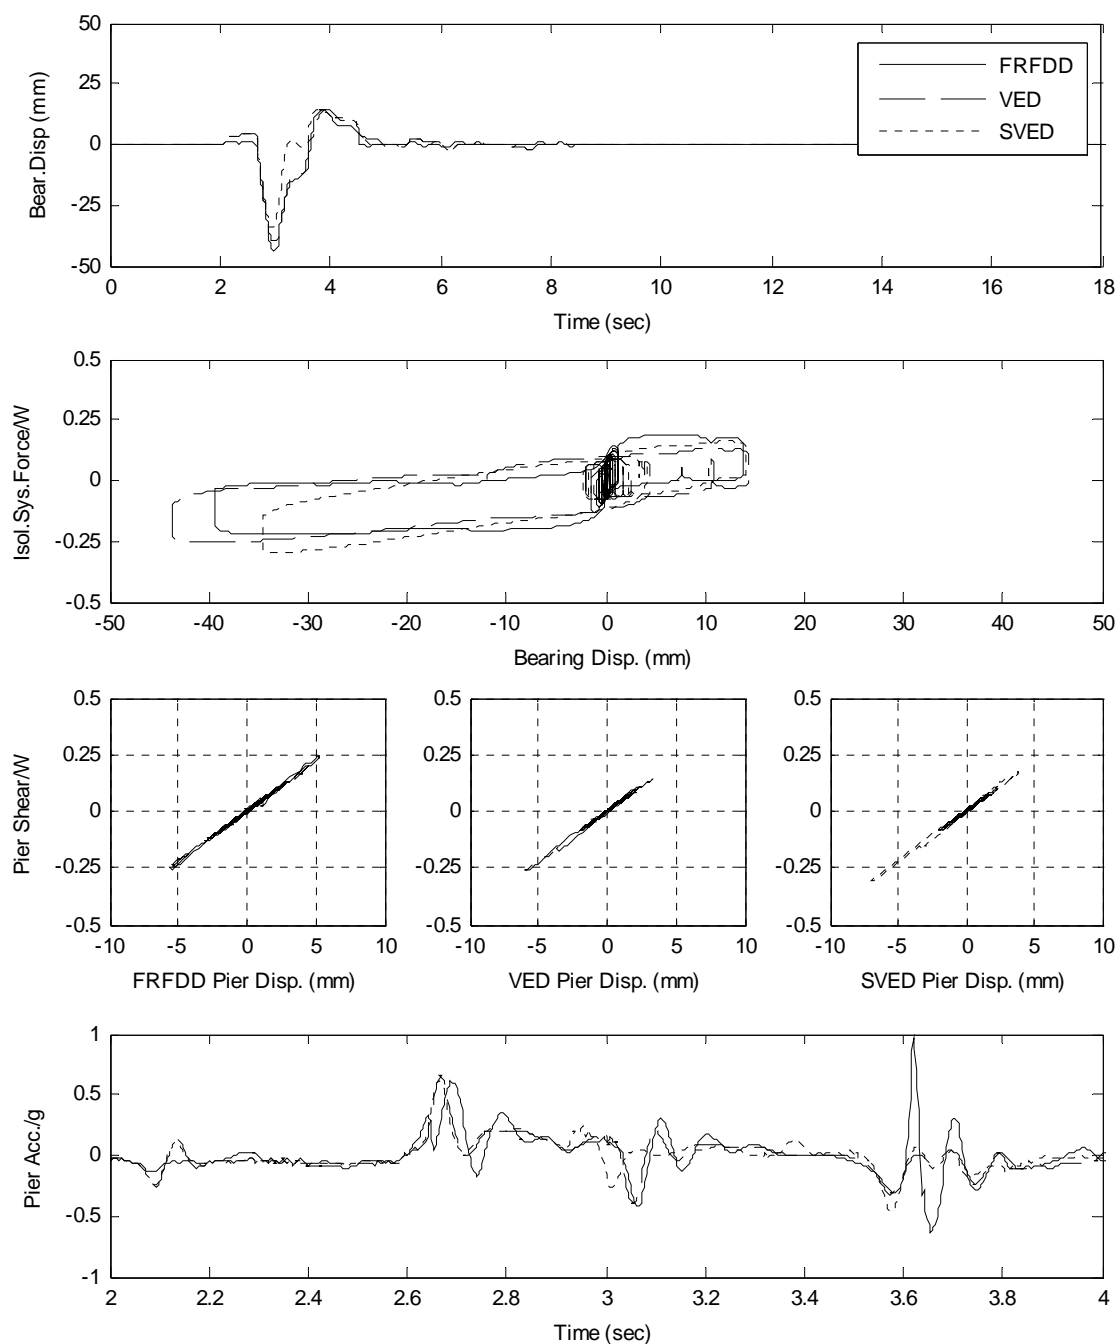 50
25
0
-25
-50
Bear.Disp (mm)
FRFDD
VED
SVED
0 2 4 6 8 10 12 14 16 18
Time (sec)
0.5
0.25
0
-0.25
-0.5
Isol.Sys.Force/W
-50 -40 -30 -20 -10 0 10 20 30 40 50
Bearing Disp. (mm)
0.5
0.25
0
-0.25
-0.5
Pier Shear/W
-10 -5 0 5 10
FRFDD Pier Disp. (mm)
0.5
0.25
0
-0.25
-0.5
-10 -5 0 5 10
VED Pier Disp. (mm)
0.5
0.25
0
-0.25
-0.5
-10 -5 0 5 10
SVED Pier Disp. (mm)
1
0.5
0
-0.5
-1
Pier Acc./g
2 2.2 2.4 2.6 2.8 3 3.2 3.4 3.6 3.8 4
Time (sec)